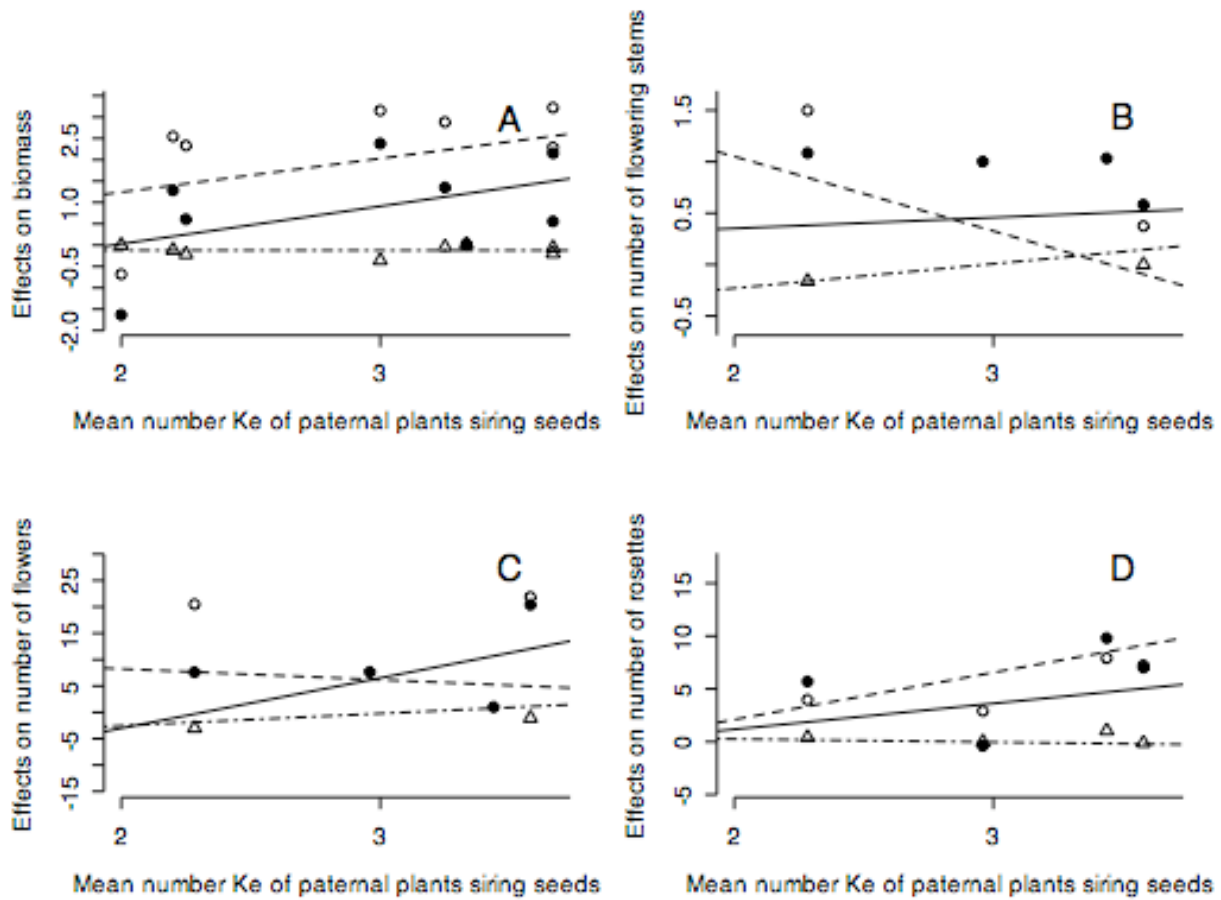 A
Effects on biomass
2.5
1.0
-0.5
-2.0
2 3
Mean number Ke of paternal plants siring seeds
B
Effects on number of flowering stems
1.5
0.5
-0.5
2 3
Mean number Ke of paternal plants siring seeds
C
Effects on number of flowers
25
15
5
-5
-15
2 3
Mean number Ke of paternal plants siring seeds
D
Effects on number of rosettes
15
10
5
0
-5
2 3
Mean number Ke of paternal plants siring seeds